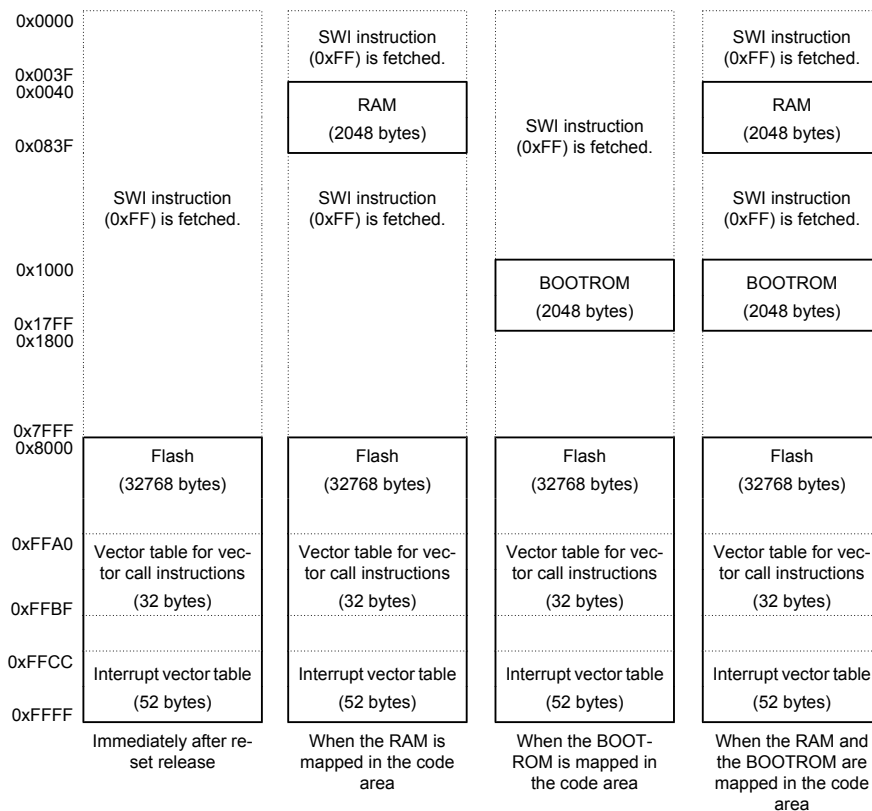 0x0000
0x003F
0x0040
0x083F
0x1000
0x17FF
0x1800
0x7FFF
0x8000
0xFFA0
0xFFBF
0xFFCC
0xFFFF
SWI instruction
(0xFF) is fetched.
Flash
(32768 bytes)
Vector table for vec-
tor call instructions
(32 bytes)
Interrupt vector table
(52 bytes)
Immediately after re-
set release
SWI instruction
(0xFF) is fetched.
RAM
(2048 bytes)
SWI instruction
(0xFF) is fetched.
Flash
(32768 bytes)
Vector table for vec-
tor call instructions
(32 bytes)
Interrupt vector table
(52 bytes)
When the RAM is
mapped in the code
area
SWI instruction
(0xFF) is fetched.
BOOTROM
(2048 bytes)
Flash
(32768 bytes)
Vector table for vec-
tor call instructions
(32 bytes)
Interrupt vector table
(52 bytes)
When the BOOT-
ROM is mapped in
the code area
SWI instruction
(0xFF) is fetched.
RAM
(2048 bytes)
SWI instruction
(0xFF) is fetched.
BOOTROM
(2048 bytes)
Flash
(32768 bytes)
Vector table for vec-
tor call instructions
(32 bytes)
Interrupt vector table
(52 bytes)
When the RAM and
the BOOTROM are
mapped in the code
area